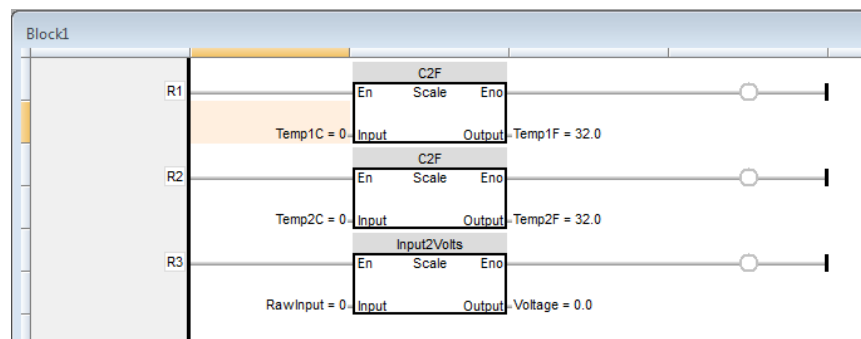 Block1
C2F
R1 En Scale Eno
Temp1C = 0 Input Output Temp1F = 32.0
C2F
R2 En Scale Eno
Temp2C = 0 Input Output Temp2F = 32.0
Input2Volts
R3 En Scale Eno
RawInput = 0 Input Output Voltage = 0.0